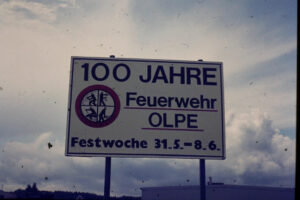 100 JAHRE
Feuerwehr
OLPE
Festwoche 31.5.-8.6.